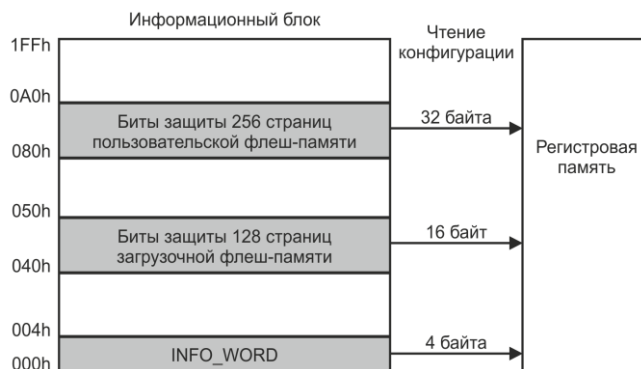 Информационный блок
Чтение
конфигурации
1FFh
0A0h
Биты защиты 256 страниц
пользовательской флеш-памяти
32 байта
080h
Регистровая
память
050h
Биты защиты 128 страниц
загрузочной флеш-памяти
16 байт
040h
004h
INFO_WORD
4 байта
000h